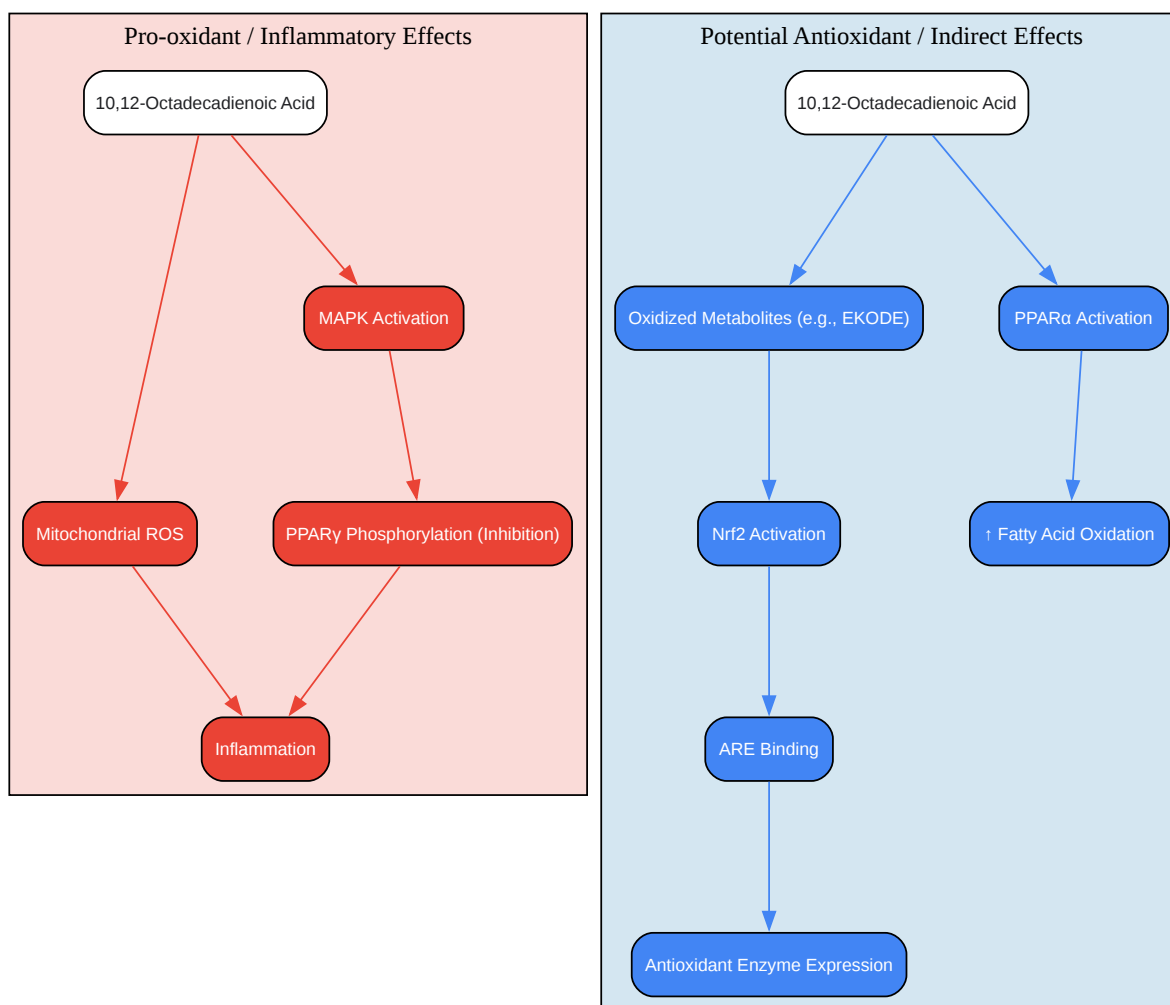 Pro-oxidant / Inflammatory Effects
10,12-Octadecadienoic Acid
MAPK Activation
Mitochondrial ROS
PPARγ Phosphorylation (Inhibition)
Inflammation
Potential Antioxidant / Indirect Effects
10,12-Octadecadienoic Acid
Oxidized Metabolites (e.g., EKODE)
PPARα Activation
Nrf2 Activation
↑ Fatty Acid Oxidation
ARE Binding
Antioxidant Enzyme Expression